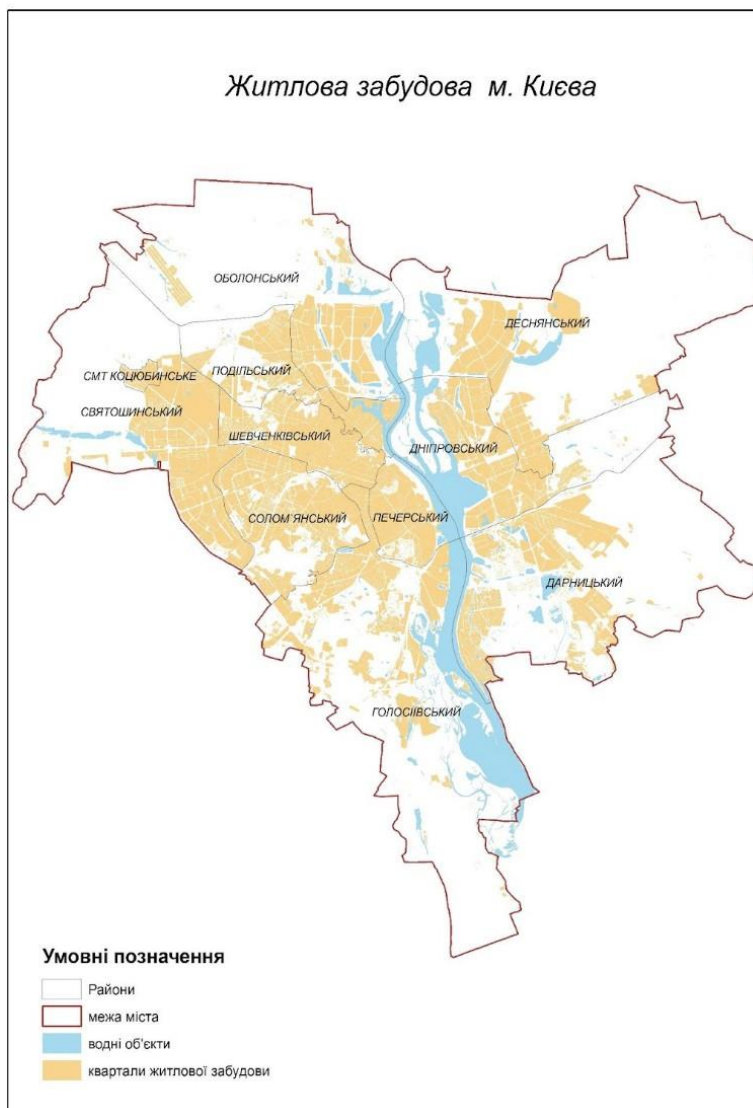 Житлова забудова м. Києва
ОБОЛОНСЬКИЙ
ДЕСНЯНСЬКИЙ
СМТ КОЦЮБИНСЬКЕ
ПОДІЛЬСЬКИЙ
СВЯТОШИНСЬКИЙ
ШЕВЧЕНКІВСЬКИЙ
ДНІПРОВСЬКИЙ
СОЛОМ'ЯНСЬКИЙ
ПЕЧЕРСЬКИЙ
ДАРНИЦЬКИЙ
ГОЛОСІЇВСЬКИЙ
Умовні позначення
Райони
межа міста
водні об'єкти
квартали житлової забудови